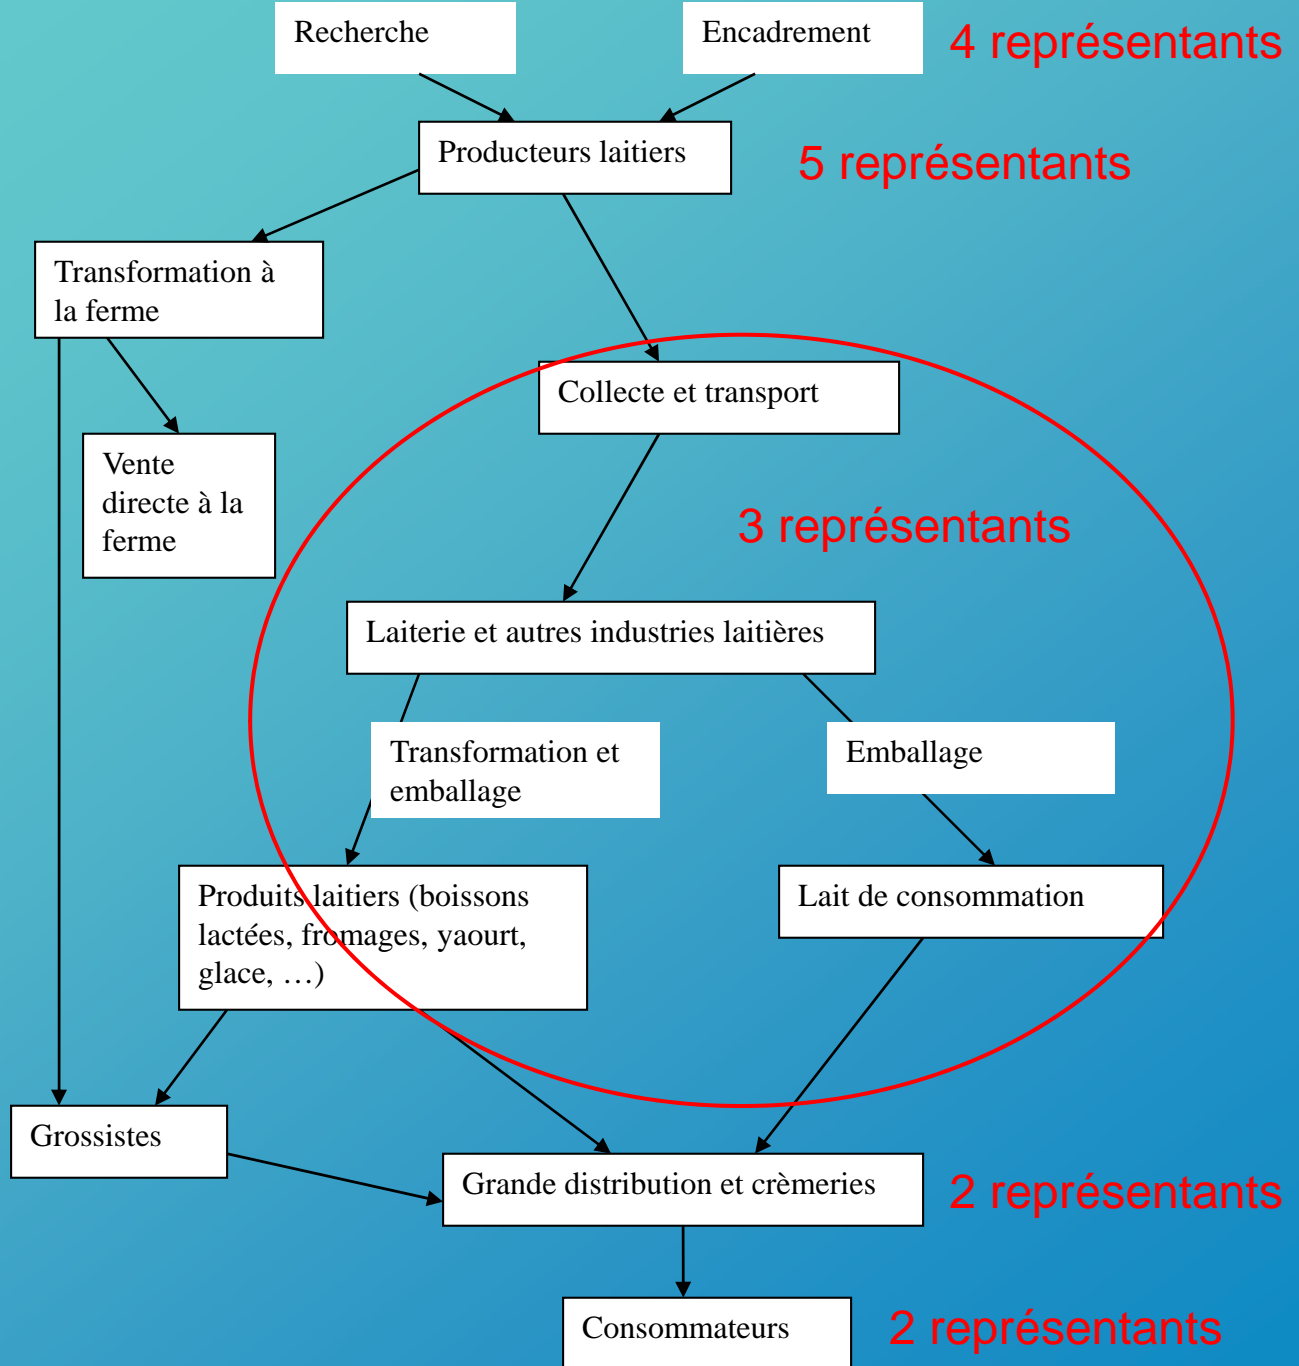 Recherche
Encadrement
4 représentants
Producteurs laitiers
5 représentants
Transformation à
la ferme
Collecte et transport
Vente
directe à la
ferme
3 représentants
Laiterie et autres industries laitières
Transformation et
emballage
Emballage
Produits laitiers (boissons
lactées, fromages, yaourt,
glace, …)
Lait de consommation
Grossistes
Grande distribution et crèmeries
2 représentants
Consommateurs
2 représentants